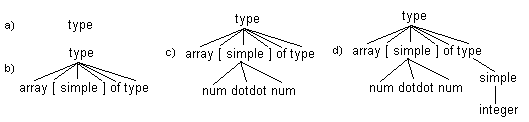 a) type
b) type
array [ simple ] of type
c) type
array [ simple ] of type
num dotdot num
d) type
array [ simple ] of type
num dotdot num
simple
integer